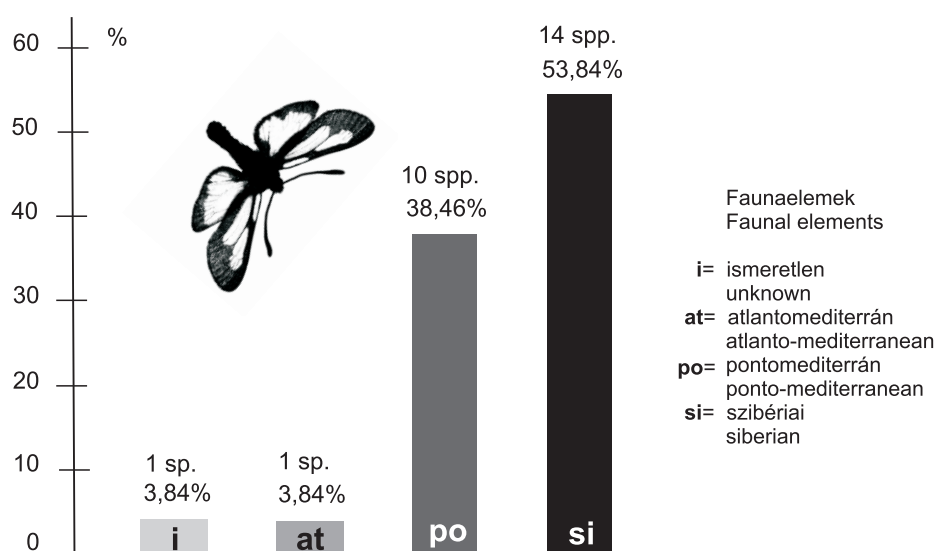 60
%
50
40
30
20
10
0
1 sp.
3,84%
i
1 sp.
3,84%
at
10 spp.
38,46%
po
14 spp.
53,84%
si
Faunaelemek
Faunal elements
i= ismeretlen
unknown
at= atlantomediterrán
atlanto-mediterranean
po= pontomediterrán
ponto-mediterranean
si= szibériai
siberian